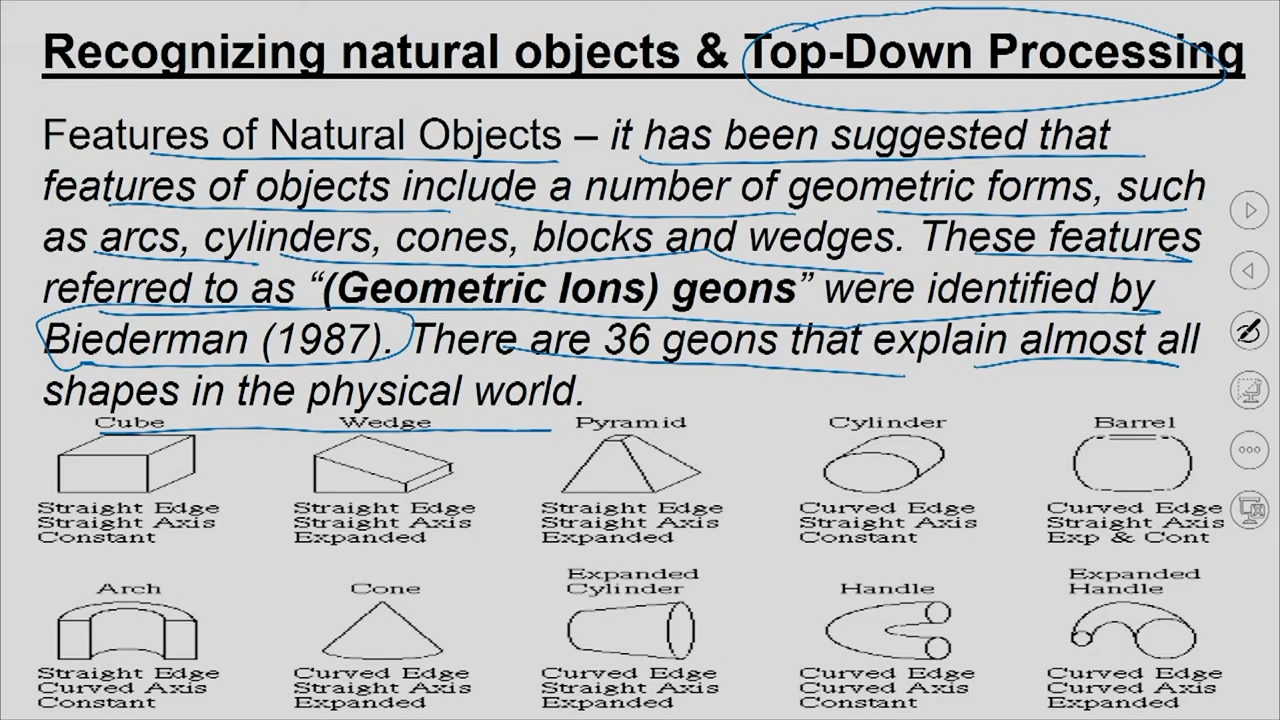 Recognizing natural objects & Top-Down Processing
Features of Natural Objects – it has been suggested that
features of objects include a number of geometric forms, such
as arcs, cylinders, cones, blocks and wedges. These features
referred to as “(Geometric Ions) geons” were identified by
Biederman (1987). There are 36 geons that explain almost all
shapes in the physical world.
Cube
Straight Edge
Straight Axis
Constant
Wedge
Straight Edge
Straight Axis
Expanded
Pyramid
Straight Edge
Straight Axis
Expanded
Cylinder
Curved Edge
Straight Axis
Constant
Barrel
Curved Edge
Straight Axis
Exp & Cont
Arch
Straight Edge
Curved Axis
Constant
Cone
Curved Edge
Straight Axis
Expanded
Expanded
Cylinder
Curved Edge
Straight Axis
Expanded
Handle
Curved Edge
Curved Axis
Constant
Expanded
Handle
Curved Edge
Curved Axis
Expanded